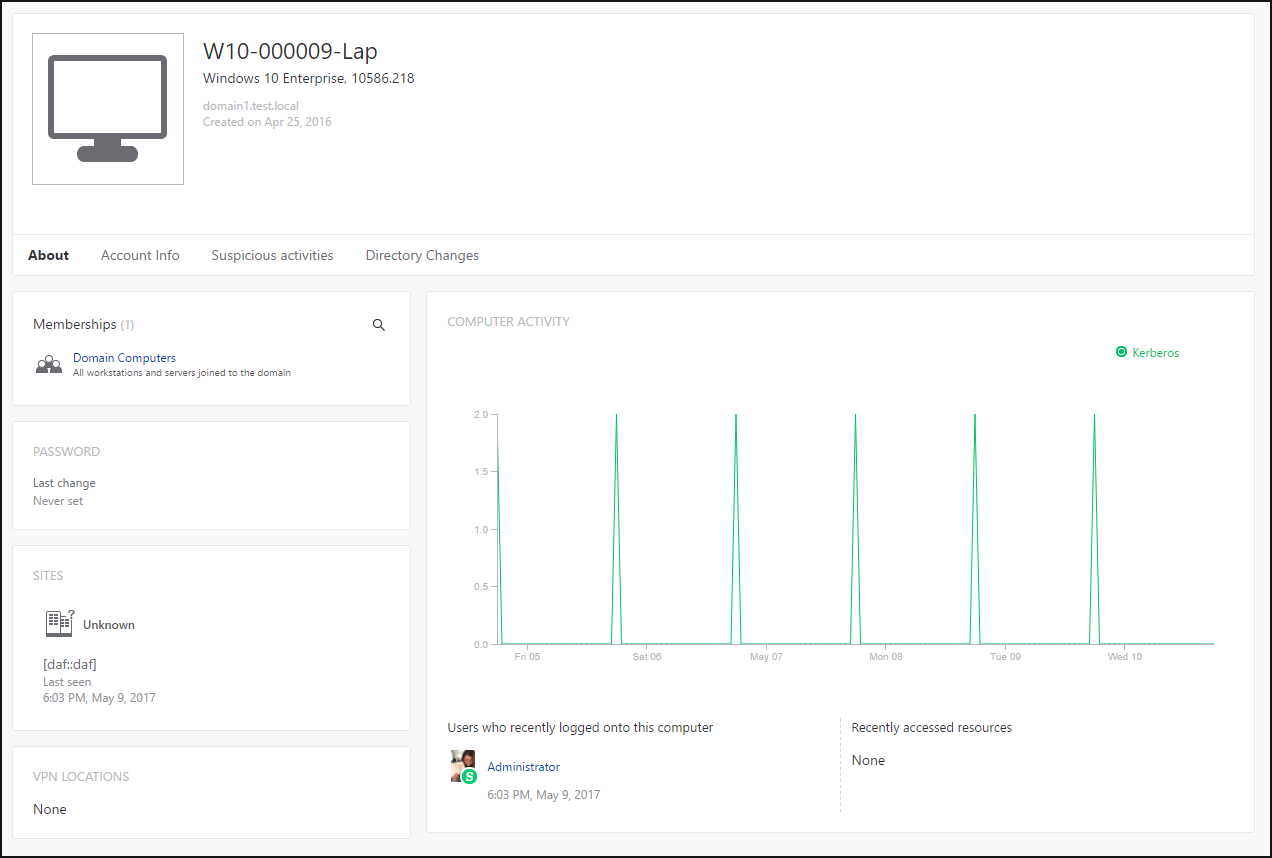 W10-000009-Lap
Windows 10 Enterprise, 10586.218
domain1.test.local
Created on Apr 25, 2016
About
Account Info
Suspicious activities
Directory Changes
Memberships (1)
Domain Computers
All workstations and servers joined to the domain
PASSWORD
Last change
Never set
SITES
?
Unknown
[daf::daf]
Last seen
6:03 PM, May 9, 2017
VPN LOCATIONS
None
COMPUTER ACTIVITY
Kerberos
2.0
1.5
1.0
0.5
0.0
Fri 05
Sat 06
May 07
Mon 08
Tue 09
Wed 10
Users who recently logged onto this computer
S
Administrator
6:03 PM, May 9, 2017
Recently accessed resources
None